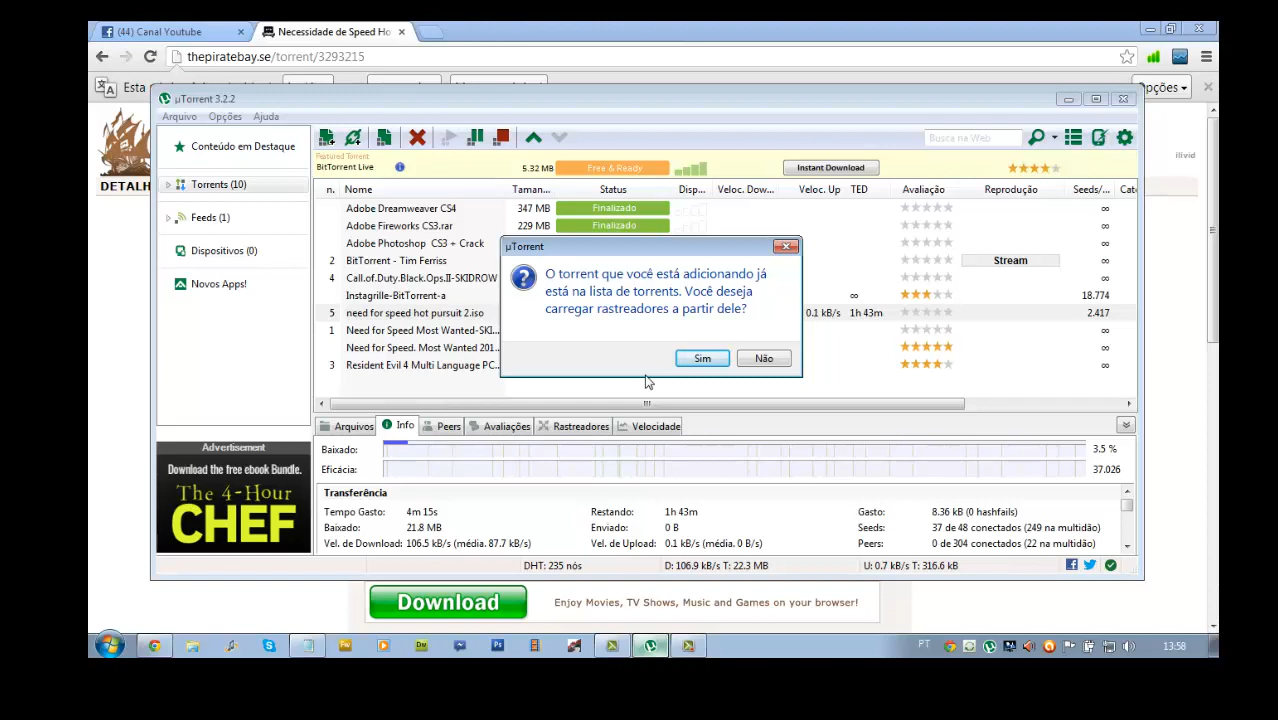 (44) Canal Youtube
Necessidade de Speed Ho
thepiratebay.se/torrent/3293215
Esta
Opções
µTorrent 3.2.2
Arquivo Opções Ajuda
Busca na Web
ilivid
DETALH
Conteúdo em Destaque
Torrents (10)
Feeds (1)
Dispositivos (0)
Novos Apps!
Featured Torrent
BitTorrent Live 5.32 MB Free & Ready Instant Download
n. Nome Taman... Status Disp... Veloc. Dow... Veloc. Up TED Avaliação Reprodução Seeds/... Cate
Adobe Dreamweaver CS4 347 MB Finalizado ∞
Adobe Fireworks CS3.rar 229 MB Finalizado ∞
Adobe Photoshop CS3 + Crack ∞
2 BitTorrent - Tim Ferriss Stream ∞
4 Call.of.Duty.Black.Ops.II-SKIDROW ∞
Instagrille-BitTorrent-a ∞ 18.774
5 need for speed hot pursuit 2.iso 0.1 kB/s 1h 43m 2.417
1 Need for Speed Most Wanted-SKI... ∞
Need for Speed. Most Wanted 201... ∞
3 Resident Evil 4 Multi Language PC... ∞
µTorrent
O torrent que você está adicionando já
está na lista de torrents. Você deseja
carregar rastreadores a partir dele?
Sim Não
Arquivos Info Peers Avaliações Rastreadores Velocidade
Baixado: 3.5 %
Eficácia: 37.026
Transferência
Tempo Gasto: 4m 15s Restando: 1h 43m Gasto: 8.36 kB (0 hashfails)
Baixado: 21.8 MB Enviado: 0 B Seeds: 37 de 48 conectados (249 na multidão)
Vel. de Download: 106.5 kB/s (média. 87.7 kB/s) Vel. de Upload: 0.1 kB/s (média. 0 B/s) Peers: 0 de 304 conectados (22 na multidão)
DHT: 235 nós D: 106.9 kB/s T: 22.3 MB U: 0.7 kB/s T: 316.6 kB
Advertisement
Download the free ebook Bundle.
The 4-Hour
CHEF
Download Enjoy Movies, TV Shows, Music and Games on your browser!
PT 13:58